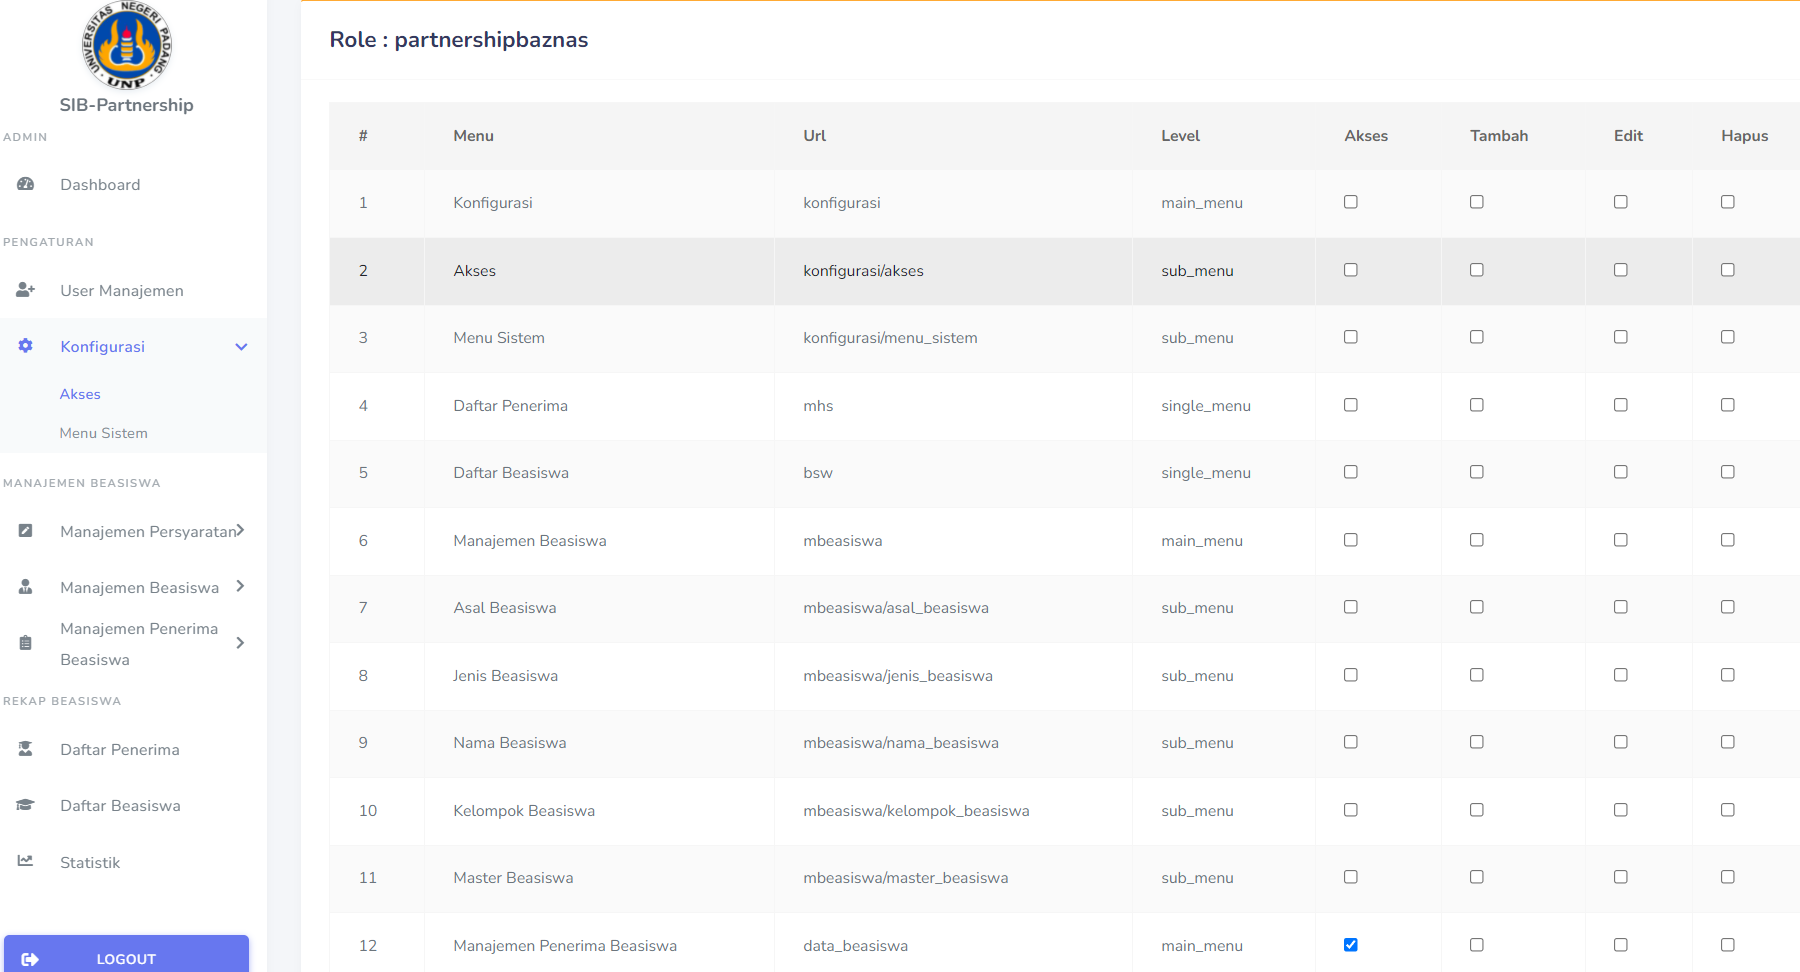 UNIVERSITAS NEGERI PADANG
UNP
SIB-Partnership
ADMIN
Dashboard
PENGATURAN
User Manajemen
Konfigurasi
Akses
Menu Sistem
MANAJEMEN BEASISWA
Manajemen Persyaratan
Manajemen Beasiswa
Manajemen Penerima
Beasiswa
REKAP BEASISWA
Daftar Penerima
Daftar Beasiswa
Statistik
LOGOUT
Role : partnershipbaznas
# Menu Url Level Akses Tambah Edit Hapus
1 Konfigurasi konfigurasi main_menu
2 Akses konfigurasi/akses sub_menu
3 Menu Sistem konfigurasi/menu_sistem sub_menu
4 Daftar Penerima mhs single_menu
5 Daftar Beasiswa bsw single_menu
6 Manajemen Beasiswa mbeasiswa main_menu
7 Asal Beasiswa mbeasiswa/asal_beasiswa sub_menu
8 Jenis Beasiswa mbeasiswa/jenis_beasiswa sub_menu
9 Nama Beasiswa mbeasiswa/nama_beasiswa sub_menu
10 Kelompok Beasiswa mbeasiswa/kelompok_beasiswa sub_menu
11 Master Beasiswa mbeasiswa/master_beasiswa sub_menu
12 Manajemen Penerima Beasiswa data_beasiswa main_menu